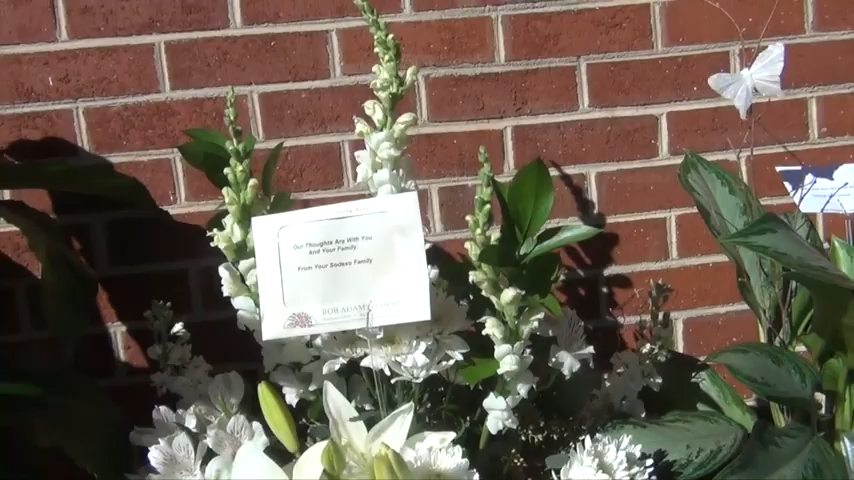 Our Thoughts Are With You
And Your Family.
From Your Sodexo Family
BOB ADAMS